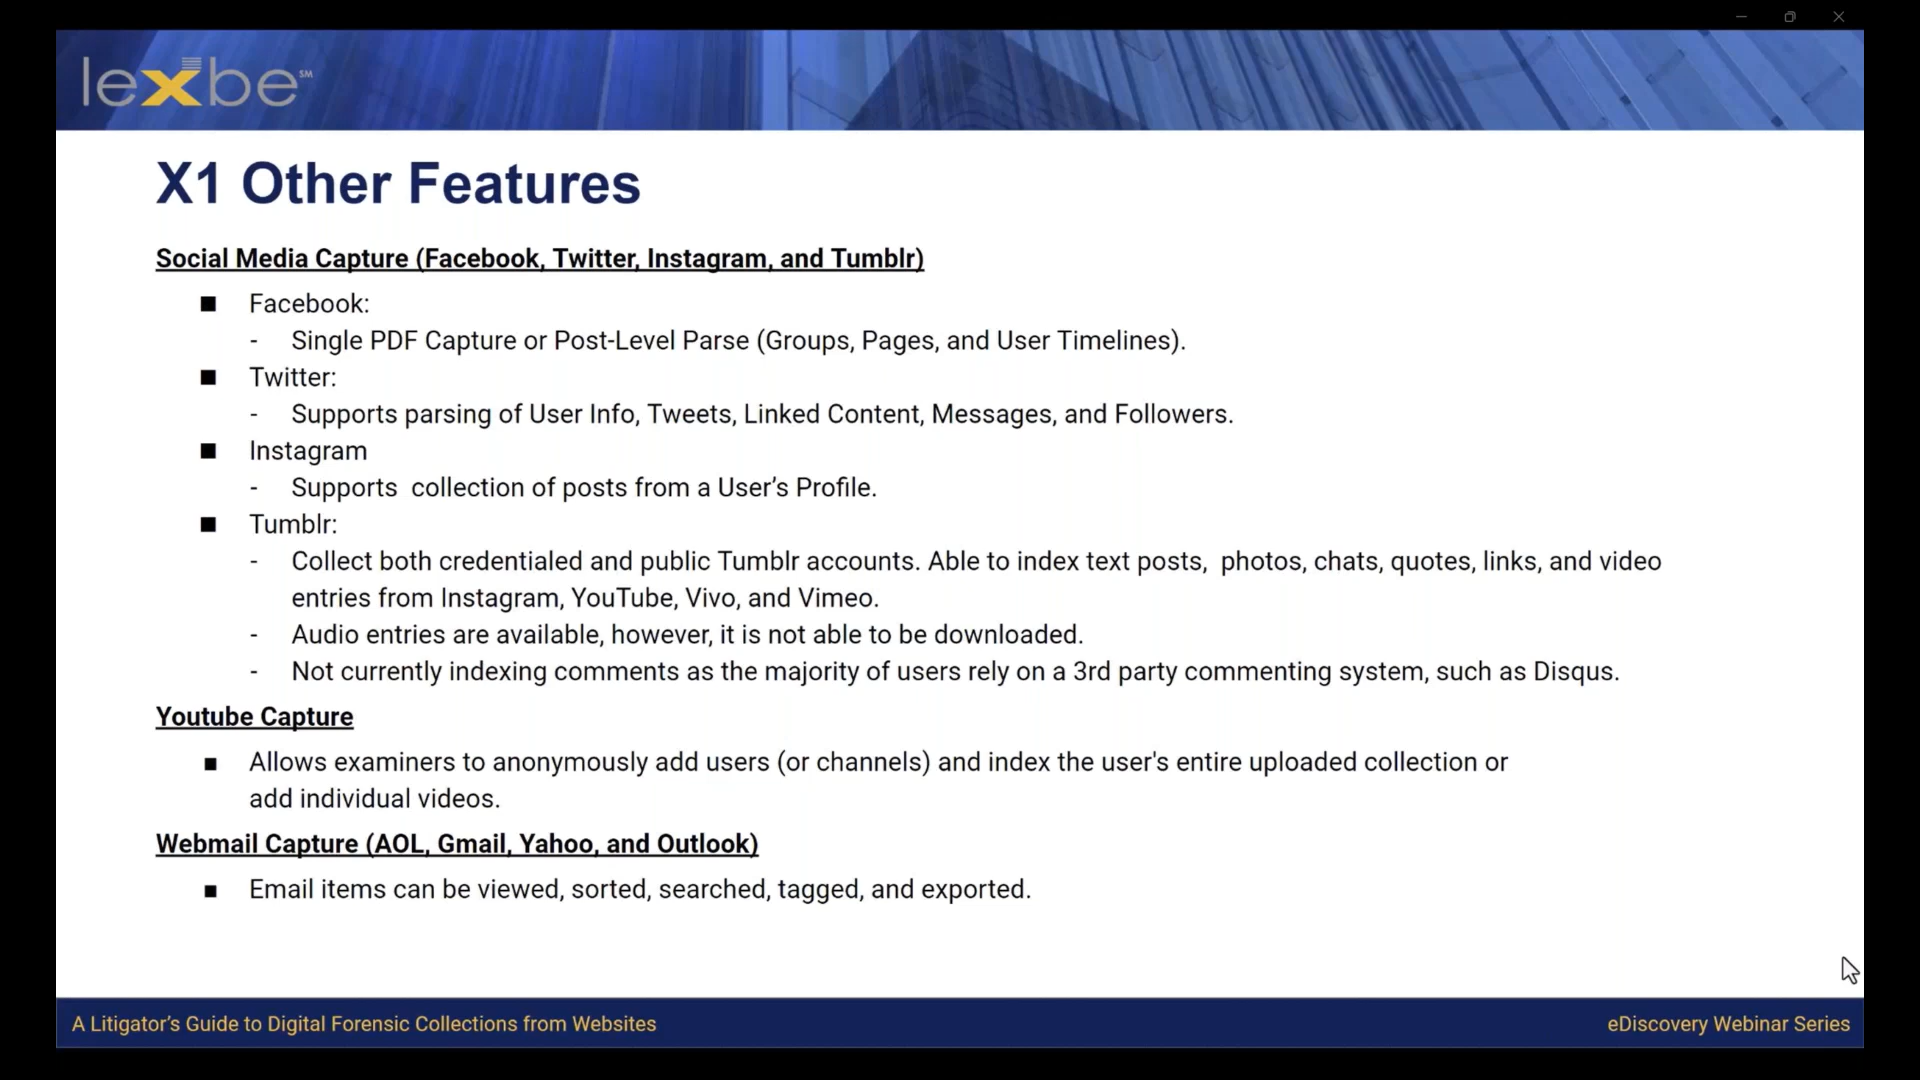 lexbe SM
X1 Other Features
Social Media Capture (Facebook, Twitter, Instagram, and Tumblr)
■ Facebook:
- Single PDF Capture or Post-Level Parse (Groups, Pages, and User Timelines).
■ Twitter:
- Supports parsing of User Info, Tweets, Linked Content, Messages, and Followers.
■ Instagram
- Supports  collection of posts from a User’s Profile.
■ Tumblr:
- Collect both credentialed and public Tumblr accounts. Able to index text posts,  photos, chats, quotes, links, and video
entries from Instagram, YouTube, Vivo, and Vimeo.
- Audio entries are available, however, it is not able to be downloaded.
- Not currently indexing comments as the majority of users rely on a 3rd party commenting system, such as Disqus.
Youtube Capture
■ Allows examiners to anonymously add users (or channels) and index the user's entire uploaded collection or
add individual videos.
Webmail Capture (AOL, Gmail, Yahoo, and Outlook)
■ Email items can be viewed, sorted, searched, tagged, and exported.
A Litigator’s Guide to Digital Forensic Collections from Websites
eDiscovery Webinar Series